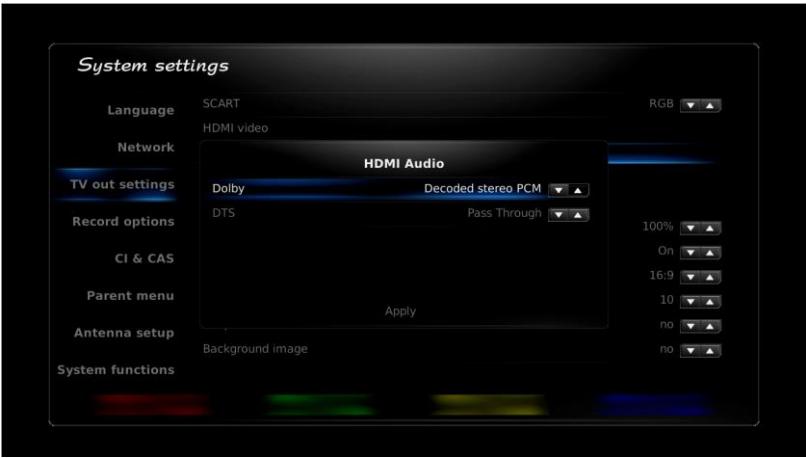 System settings
Language
Network
TV out settings
Record options
CI & CAS
Parent menu
Antenna setup
System functions
SCART RGB
HDMI video
HDMI Audio
Dolby Decoded stereo PCM
DTS Pass Through
Apply
100%
On
16:9
10
no
Background image no